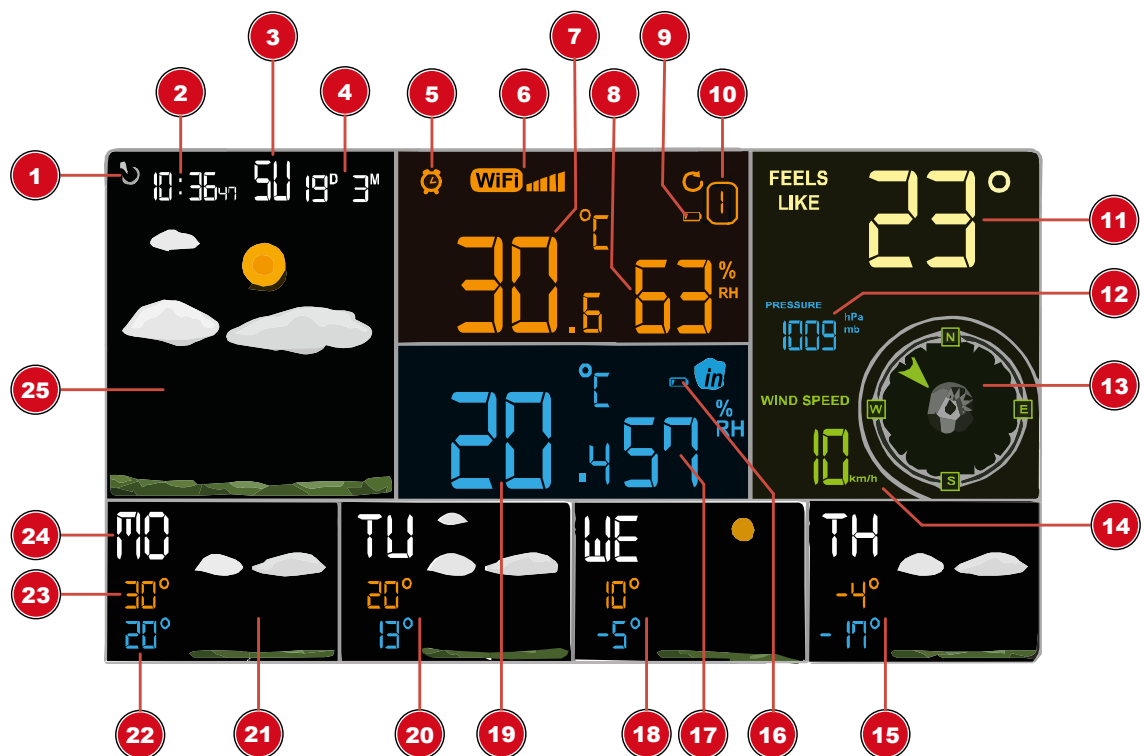 3 7 9
2 4 5 6 8 10
1
10:36 47 SU 19D 3M
WiFi
1
FEELS LIKE 23°
11
°C
30.6 63 % RH
PRESSURE
1009 hPa mb
12
N
W E
S
13
25
°C in
20.4 57 % RH
WIND SPEED
10 km/h
14
24
MO TU WE TH
23
30° 20° 10° -4°
20° 13° -5° -17°
22 21 20 19 18 17 16 15